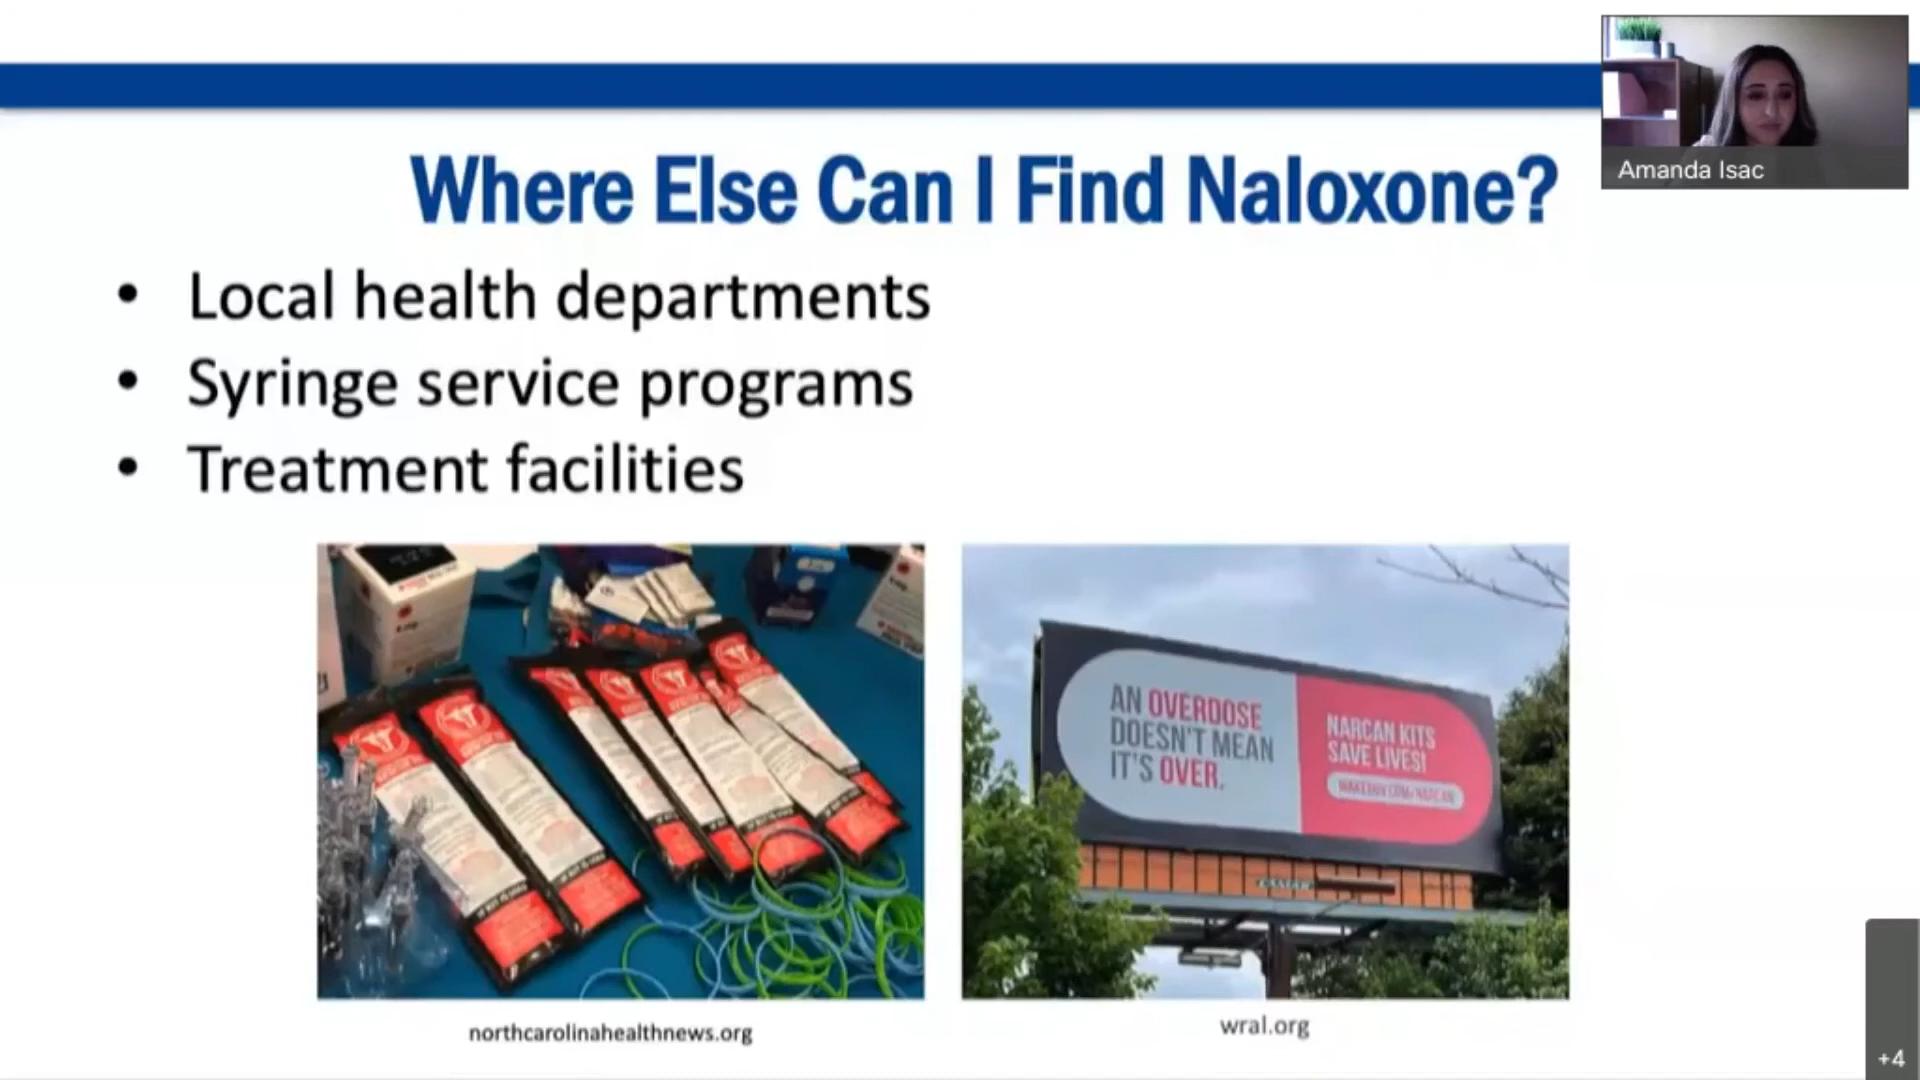 Amanda Isac
Where Else Can I Find Naloxone?
• Local health departments
• Syringe service programs
• Treatment facilities
AN OVERDOSE
DOESN'T MEAN
IT'S OVER.
NARCAN KITS
SAVE LIVES!
LAMAR
northcarolinahealthnews.org
wral.org
+4